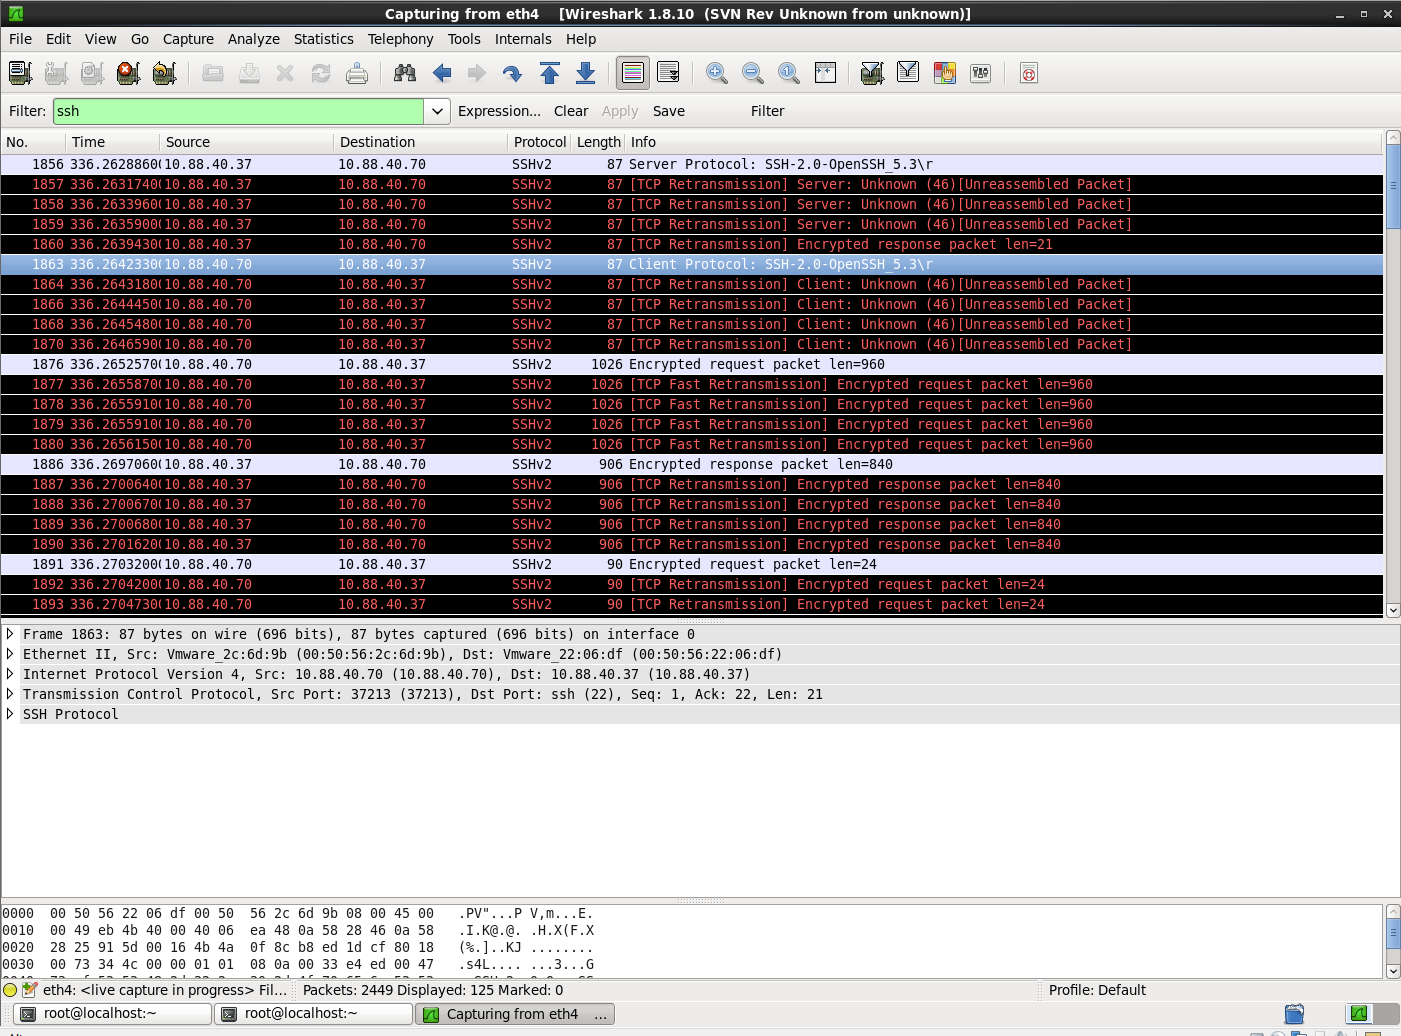 Capturing from eth4    [Wireshark 1.8.10  (SVN Rev Unknown from unknown)]
File Edit View Go Capture Analyze Statistics Telephony Tools Internals Help
Filter: ssh Expression... Clear Apply Save Filter
No. Time Source Destination Protocol Length Info
1856 336.26288600 10.88.40.37 10.88.40.70 SSHv2 87 Server Protocol: SSH-2.0-OpenSSH_5.3\r
1857 336.26317400 10.88.40.37 10.88.40.70 SSHv2 87 [TCP Retransmission] Server: Unknown (46)[Unreassembled Packet]
1858 336.26339600 10.88.40.37 10.88.40.70 SSHv2 87 [TCP Retransmission] Server: Unknown (46)[Unreassembled Packet]
1859 336.26359000 10.88.40.37 10.88.40.70 SSHv2 87 [TCP Retransmission] Server: Unknown (46)[Unreassembled Packet]
1860 336.26394300 10.88.40.37 10.88.40.70 SSHv2 87 [TCP Retransmission] Encrypted response packet len=21
1863 336.26423300 10.88.40.70 10.88.40.37 SSHv2 87 Client Protocol: SSH-2.0-OpenSSH_5.3\r
1864 336.26431800 10.88.40.70 10.88.40.37 SSHv2 87 [TCP Retransmission] Client: Unknown (46)[Unreassembled Packet]
1866 336.26444500 10.88.40.70 10.88.40.37 SSHv2 87 [TCP Retransmission] Client: Unknown (46)[Unreassembled Packet]
1868 336.26454800 10.88.40.70 10.88.40.37 SSHv2 87 [TCP Retransmission] Client: Unknown (46)[Unreassembled Packet]
1870 336.26465900 10.88.40.70 10.88.40.37 SSHv2 87 [TCP Retransmission] Client: Unknown (46)[Unreassembled Packet]
1876 336.26525700 10.88.40.70 10.88.40.37 SSHv2 1026 Encrypted request packet len=960
1877 336.26558700 10.88.40.70 10.88.40.37 SSHv2 1026 [TCP Fast Retransmission] Encrypted request packet len=960
1878 336.26559100 10.88.40.70 10.88.40.37 SSHv2 1026 [TCP Fast Retransmission] Encrypted request packet len=960
1879 336.26559100 10.88.40.70 10.88.40.37 SSHv2 1026 [TCP Fast Retransmission] Encrypted request packet len=960
1880 336.26561500 10.88.40.70 10.88.40.37 SSHv2 1026 [TCP Fast Retransmission] Encrypted request packet len=960
1886 336.26970600 10.88.40.37 10.88.40.70 SSHv2 906 Encrypted response packet len=840
1887 336.27006400 10.88.40.37 10.88.40.70 SSHv2 906 [TCP Retransmission] Encrypted response packet len=840
1888 336.27006700 10.88.40.37 10.88.40.70 SSHv2 906 [TCP Retransmission] Encrypted response packet len=840
1889 336.27006800 10.88.40.37 10.88.40.70 SSHv2 906 [TCP Retransmission] Encrypted response packet len=840
1890 336.27016200 10.88.40.37 10.88.40.70 SSHv2 906 [TCP Retransmission] Encrypted response packet len=840
1891 336.27032000 10.88.40.70 10.88.40.37 SSHv2 90 Encrypted request packet len=24
1892 336.27042000 10.88.40.70 10.88.40.37 SSHv2 90 [TCP Retransmission] Encrypted request packet len=24
1893 336.27047300 10.88.40.70 10.88.40.37 SSHv2 90 [TCP Retransmission] Encrypted request packet len=24
Frame 1863: 87 bytes on wire (696 bits), 87 bytes captured (696 bits) on interface 0
Ethernet II, Src: Vmware_2c:6d:9b (00:50:56:2c:6d:9b), Dst: Vmware_22:06:df (00:50:56:22:06:df)
Internet Protocol Version 4, Src: 10.88.40.70 (10.88.40.70), Dst: 10.88.40.37 (10.88.40.37)
Transmission Control Protocol, Src Port: 37213 (37213), Dst Port: ssh (22), Seq: 1, Ack: 22, Len: 21
SSH Protocol
0000  00 50 56 22 06 df 00 50  56 2c 6d 9b 08 00 45 00   .PV"...P V,m...E.
0010  00 49 eb 4b 40 00 40 06  ea 48 0a 58 28 46 0a 58   .I.K@.@. .H.X(F.X
0020  28 25 91 5d 00 16 4b 4a  0f 8c b8 ed 1d cf 80 18   (%.]..KJ ........
0030  00 73 34 4c 00 00 01 01  08 0a 00 33 e4 ed 00 47   .s4L.... ...3...G
eth4: <live capture in progress> Fil... Packets: 2449 Displayed: 125 Marked: 0 Profile: Default
root@localhost:~ root@localhost:~ Capturing from eth4 ...